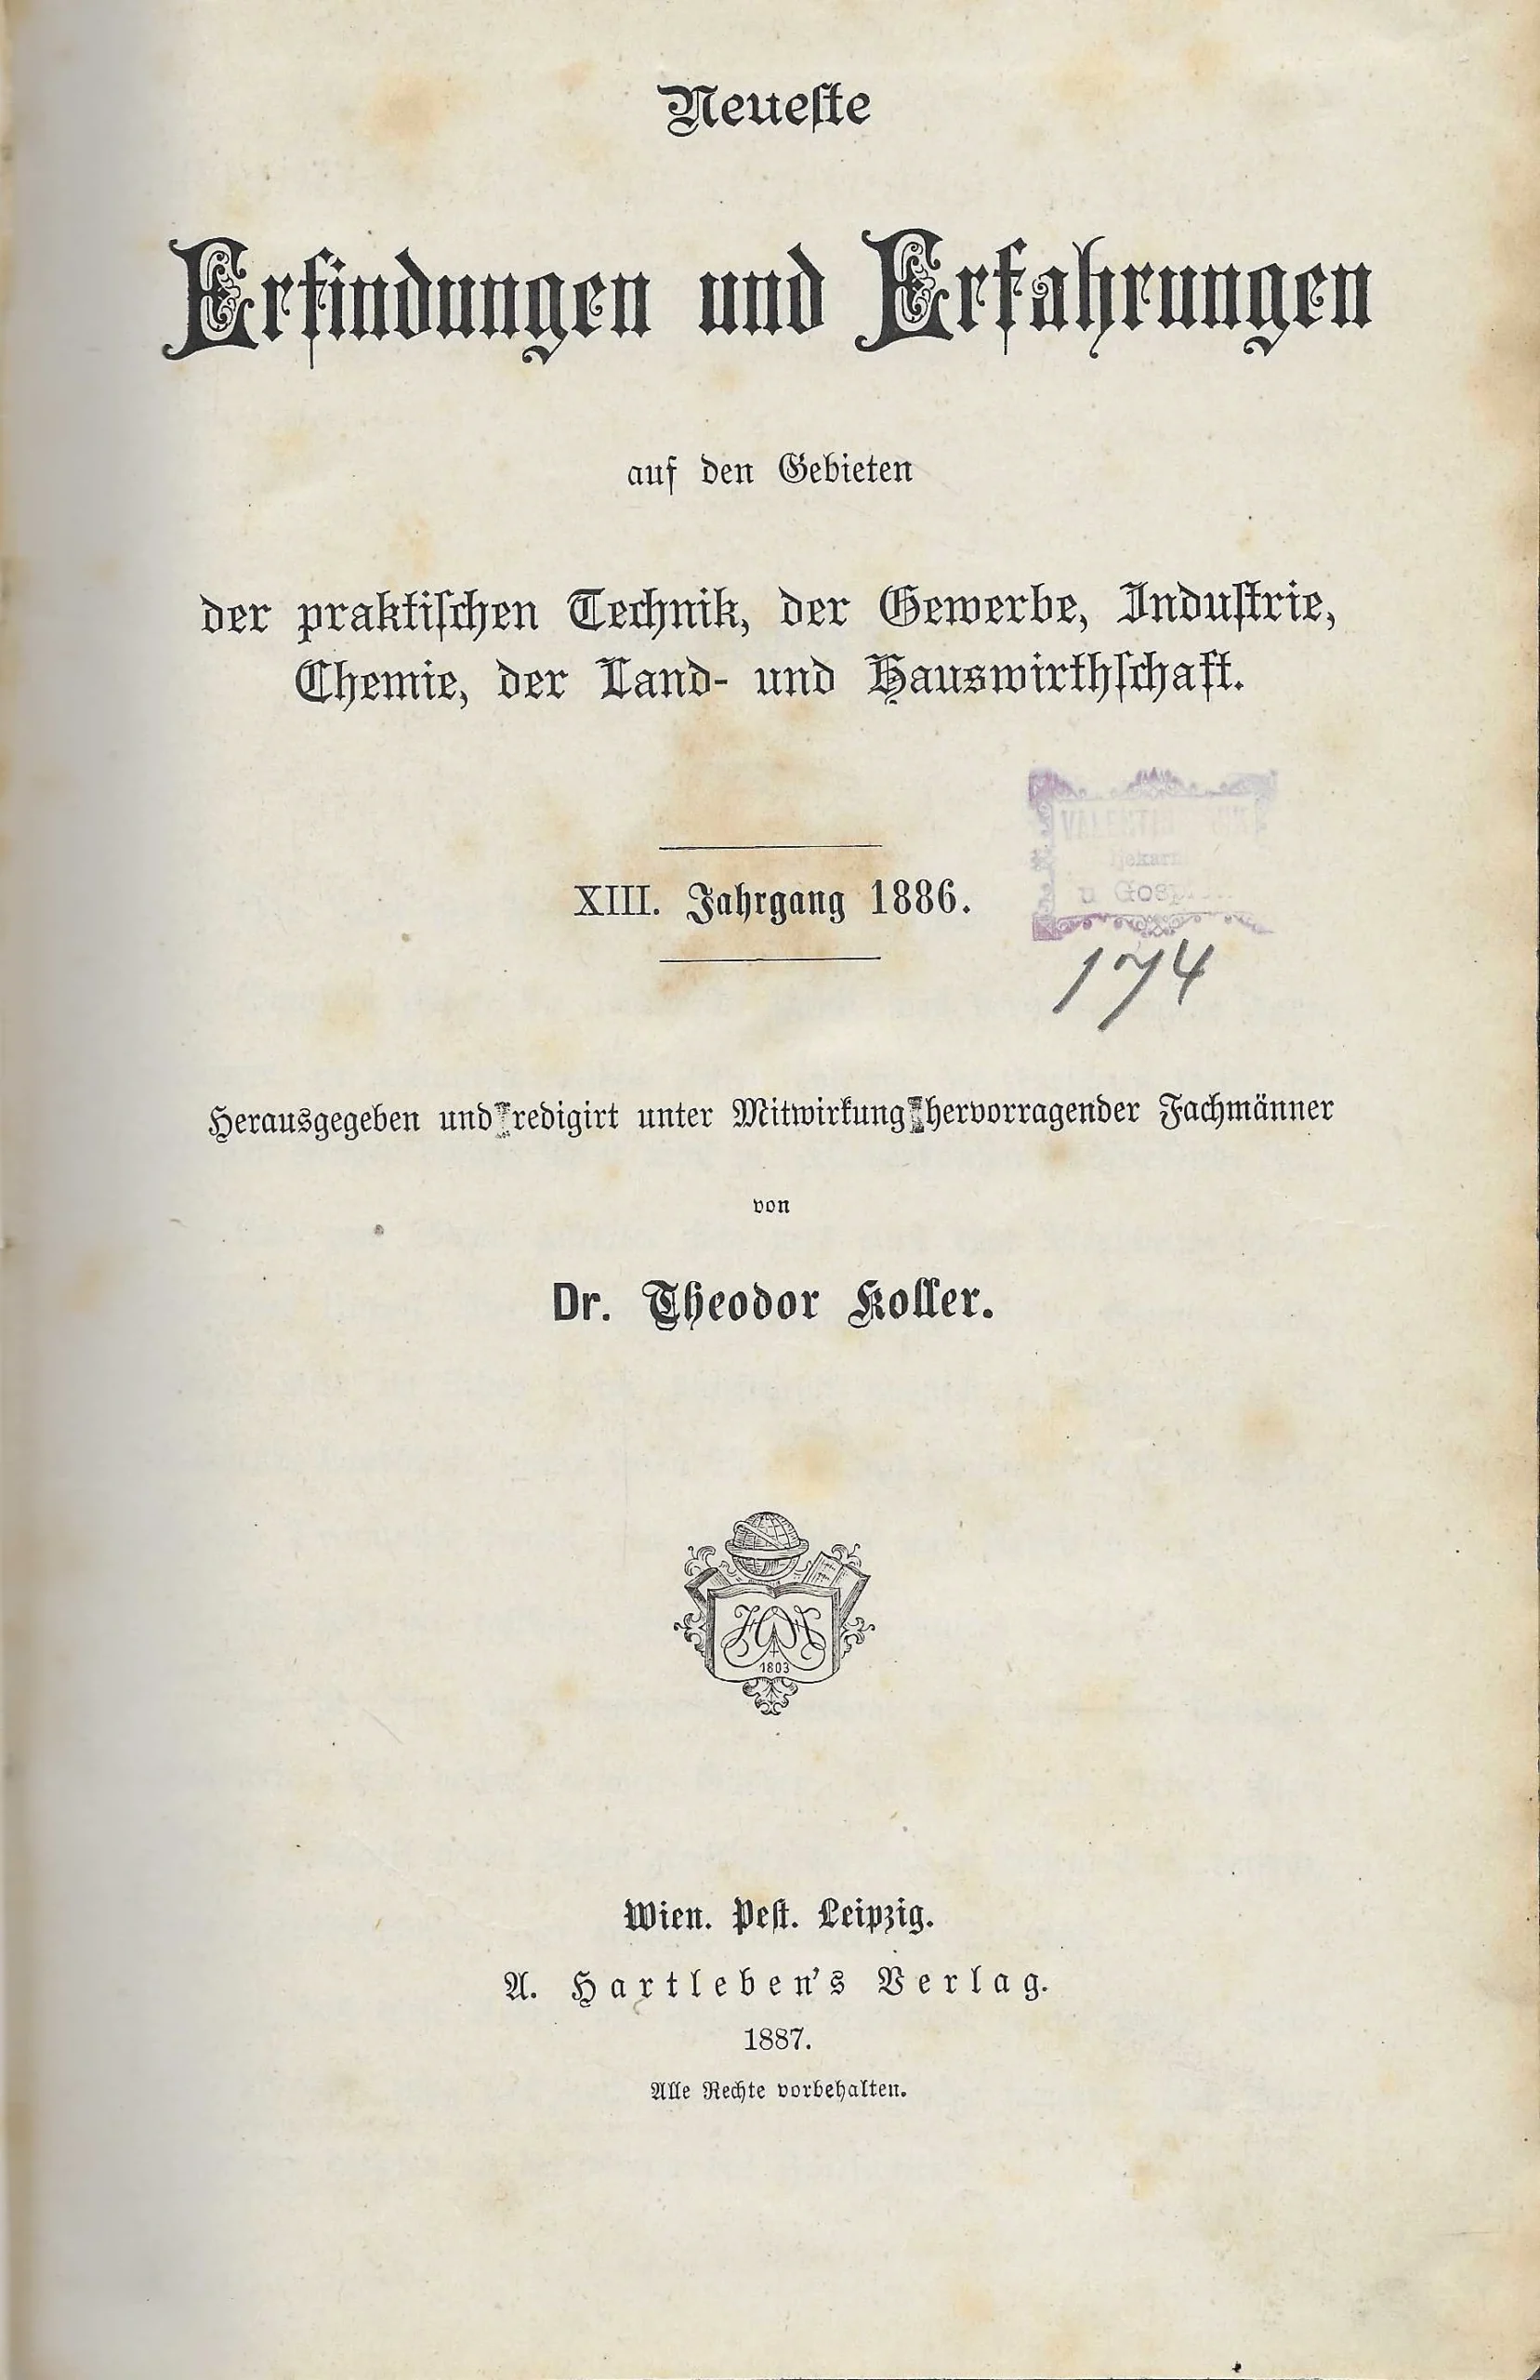 Neueste
Erfindungen und Erfahrungen
auf den Gebieten
der praktischen Technik, der Gewerbe, Industrie,
Chemie, der Land- und Hauswirthschaft.
XIII. Jahrgang 1886.
u Gosp
174
Herausgegeben und redigirt unter Mitwirkung hervorragender Fachmänner
von
Dr. Theodor Koller.
1803
Wien. Pest. Leipzig.
A. Hartleben's Verlag.
1887.
Alle Rechte vorbehalten.